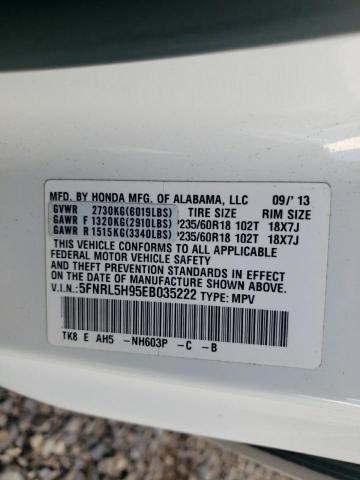 MFD. BY HONDA MFG. OF ALABAMA, LLC 09/'13
GVWR 2730KG(6019LBS) TIRE SIZE RIM SIZE
GAWR F 1320KG(2910LBS) P235/60R18 102T 18X7J
GAWR R 1515KG(3340LBS) P235/60R18 102T 18X7J
THIS VEHICLE CONFORMS TO ALL APPLICABLE
FEDERAL MOTOR VEHICLE SAFETY
AND THEFT PREVENTION STANDARDS IN EFFECT
ON THE DATE OF MANUFACTURE SHOWN ABOVE.
V.I.N.:5FNRL5H95EB035222 TYPE: MPV
TK8 E AH5 -NH603P -C -B